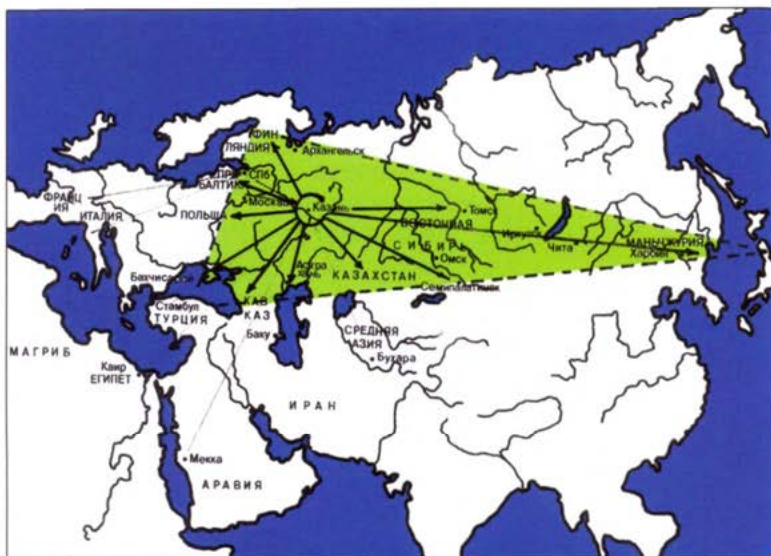 ФИН
ЛЯНДИЯ
Архангельск
СПб
БАЛТИКА
ФРАНЦ
ИЯ
ИТАЛИЯ
ПОЛЬША
Москва
Казань
ВОСТОЧНАЯ
Томск
СИБИРЬ
Иркутск
Чита
МАНЬЧЖУРИЯ
Харбин
Омск
Астра
хань
КАЗАХСТАН
Семипалатинск
Бахчисарай
Стамбул
ТУРЦИЯ
КАВ
КАЗ
Баку
СРЕДНЯЯ
АЗИЯ
Бухара
МАГРИБ
Каир
ЕГИПЕТ
ИРАН
Мекка
АРАВИЯ